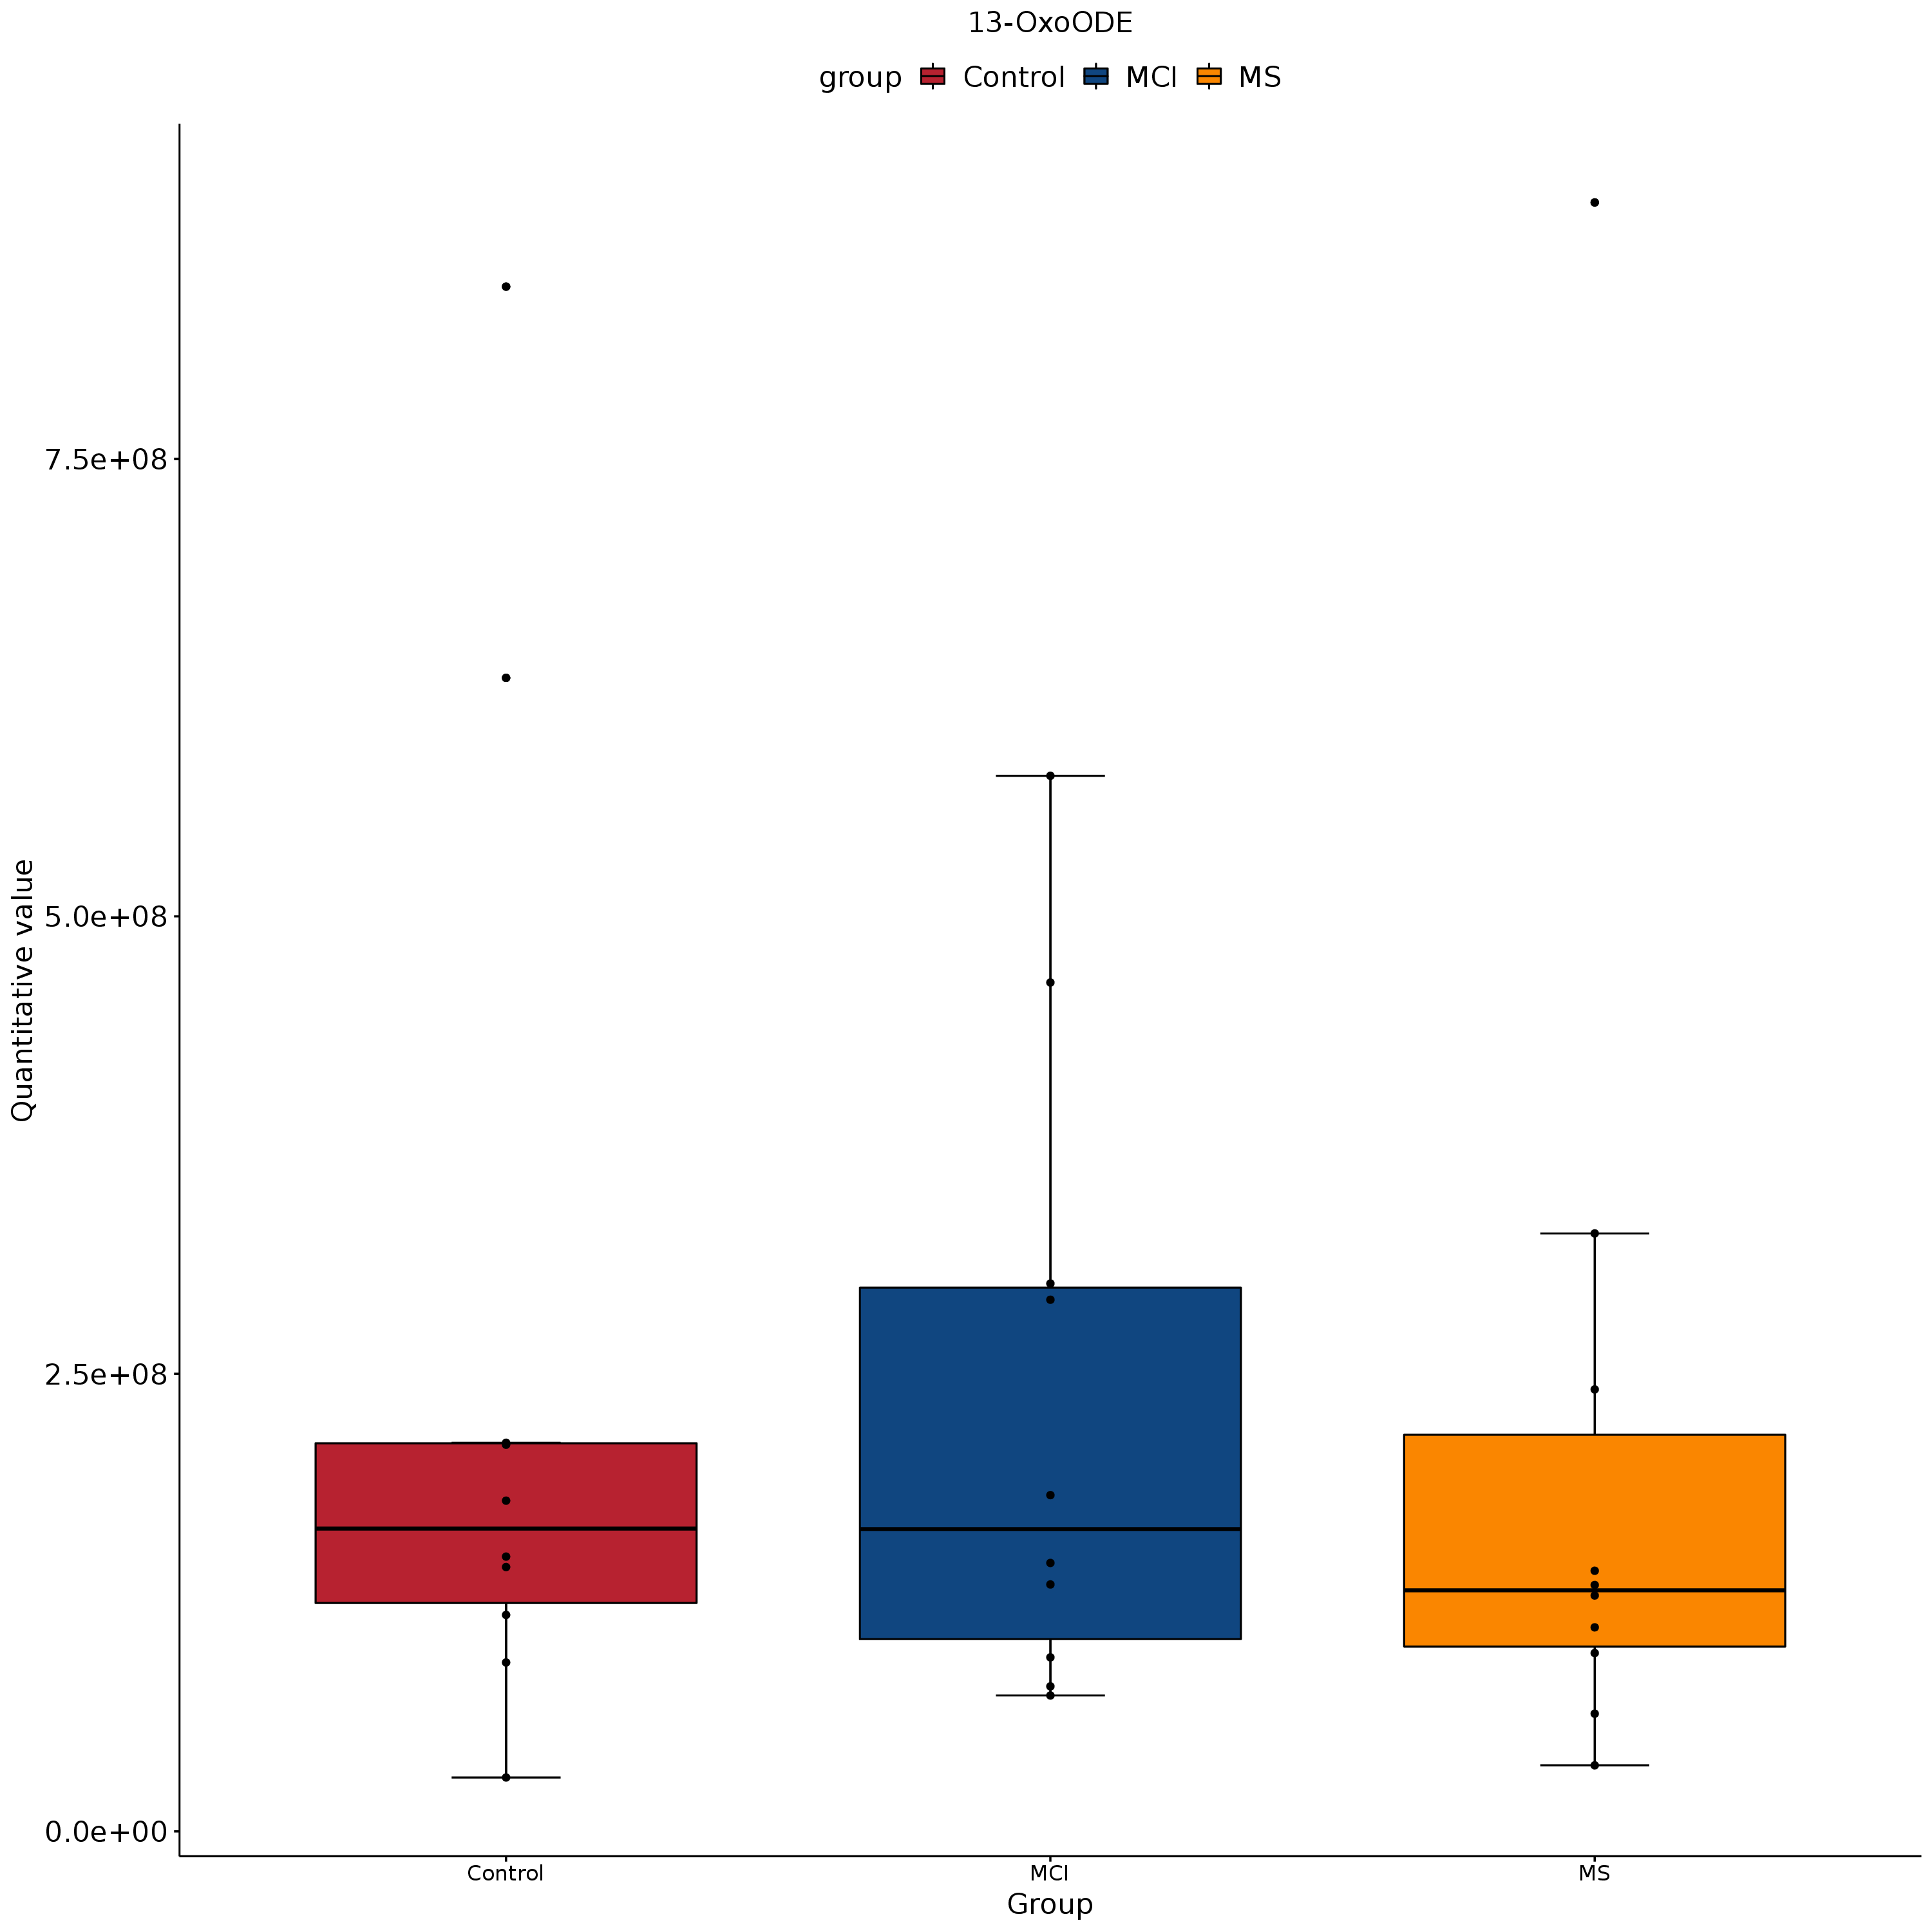 13-OxoODE
group Control MCI MS
Quantitative value
7.5e+08
5.0e+08
2.5e+08
0.0e+00
Control MCI MS
Group